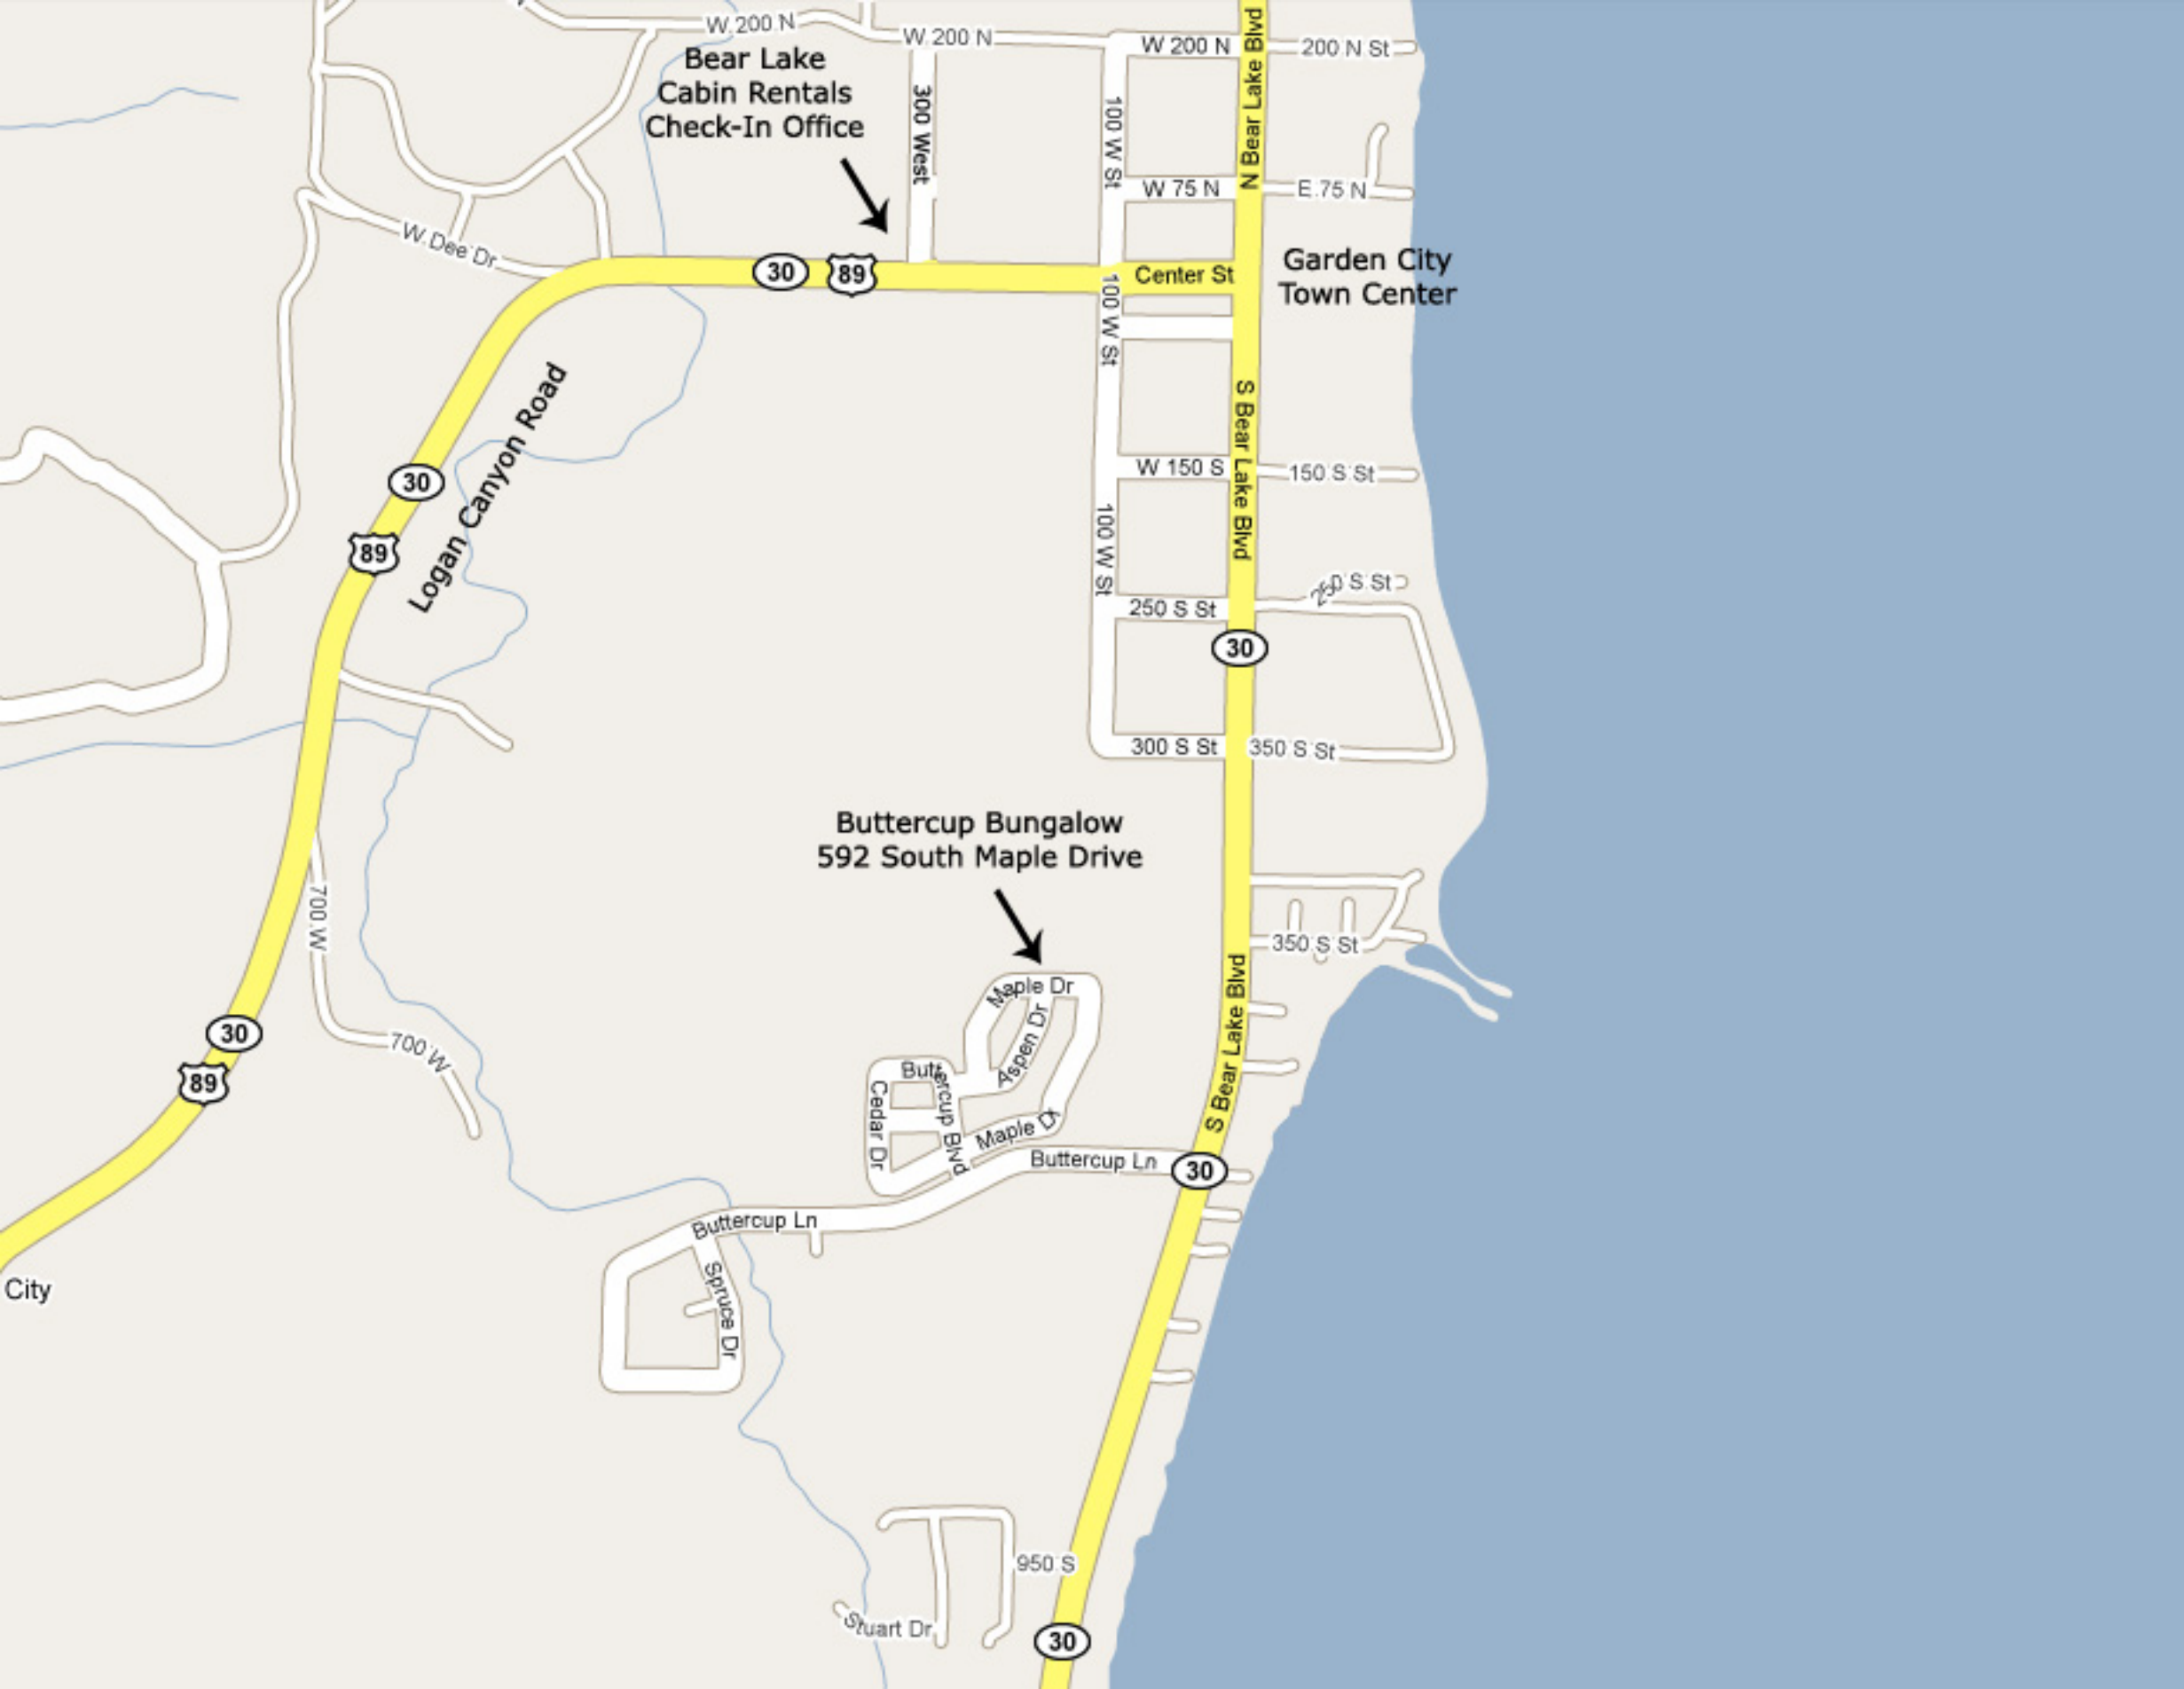 W 200 N
W 200 N
W 200 N
200 N St
N Bear Lake Blvd
Bear Lake
Cabin Rentals
Check-In Office
300 West
100 W St
W 75 N
E 75 N
W Dee Dr
30
89
Center St
Garden City
Town Center
100 W St
Logan Canyon Road
S Bear Lake Blvd
30
89
W 150 S
150 S St
100 W St
250 S St
250 S St
30
300 S St
350 S St
Buttercup Bungalow
592 South Maple Drive
700 W
350 S St
S Bear Lake Blvd
Maple Dr
Aspen Dr
30
89
700 W
Buttercup Blvd
Cedar Dr
Maple Dr
Buttercup Ln
30
Buttercup Ln
Spruce Dr
City
950 S
Stuart Dr
30